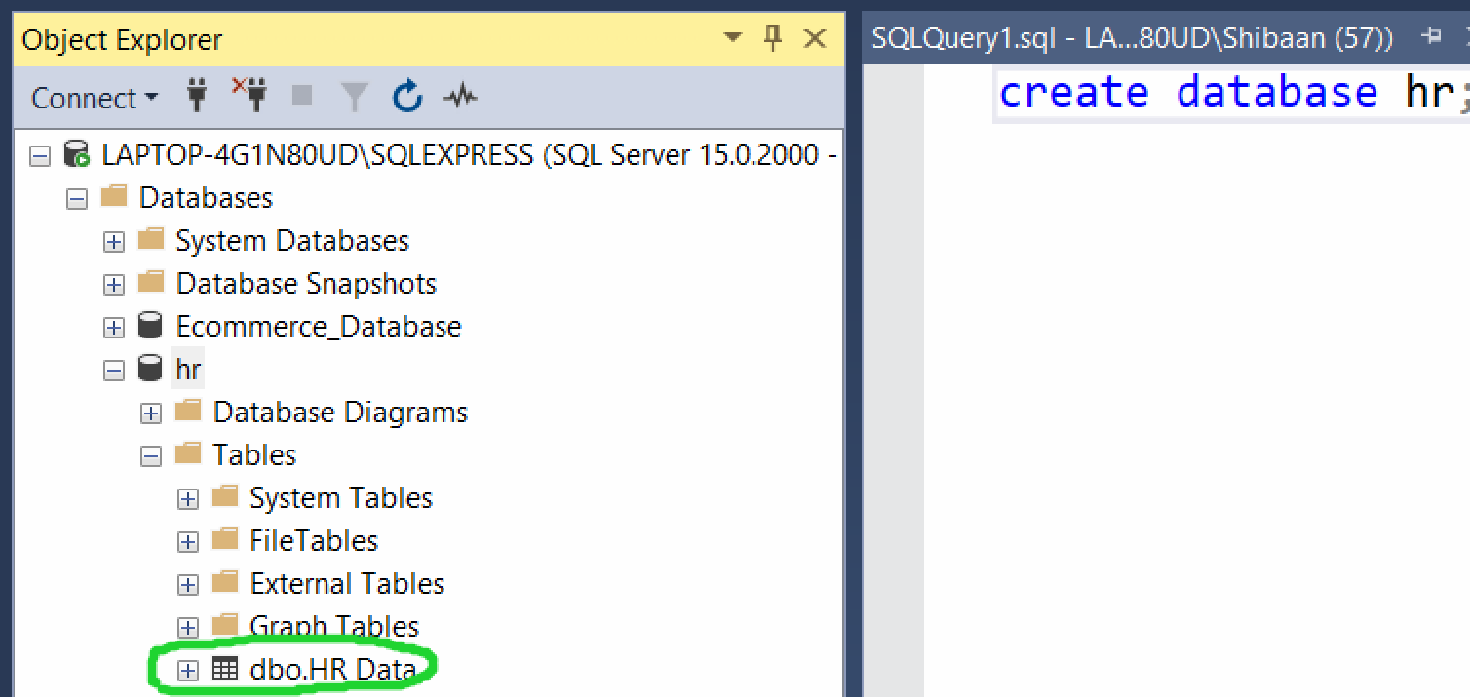 Object Explorer
Connect
LAPTOP-4G1N80UD\SQLEXPRESS (SQL Server 15.0.2000 -
Databases
System Databases
Database Snapshots
Ecommerce_Database
hr
Database Diagrams
Tables
System Tables
FileTables
External Tables
Graph Tables
dbo.HR Data
SQLQuery1.sql - LA...80UD\Shibaan (57))
create database hr;